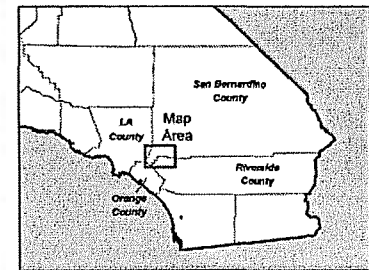 San Bernardino
County
LA
County
Map
Area
Riverside
County
Orange
County